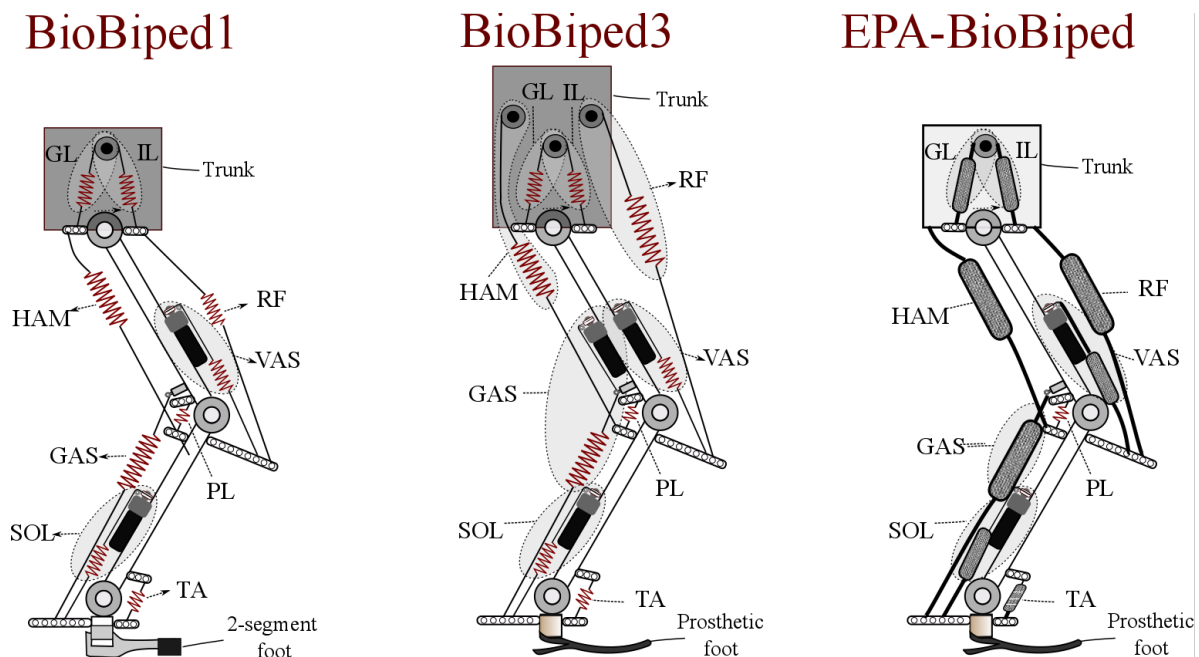 BioBiped1
GL
IL
Trunk
HAM
RF
VAS
GAS
PL
SOL
TA
2-segment
foot
BioBiped3
GL
IL
Trunk
RF
HAM
VAS
GAS
PL
SOL
TA
Prosthetic
foot
EPA-BioBiped
GL
IL
Trunk
RF
HAM
VAS
GAS
PL
SOL
TA
Prosthetic
foot